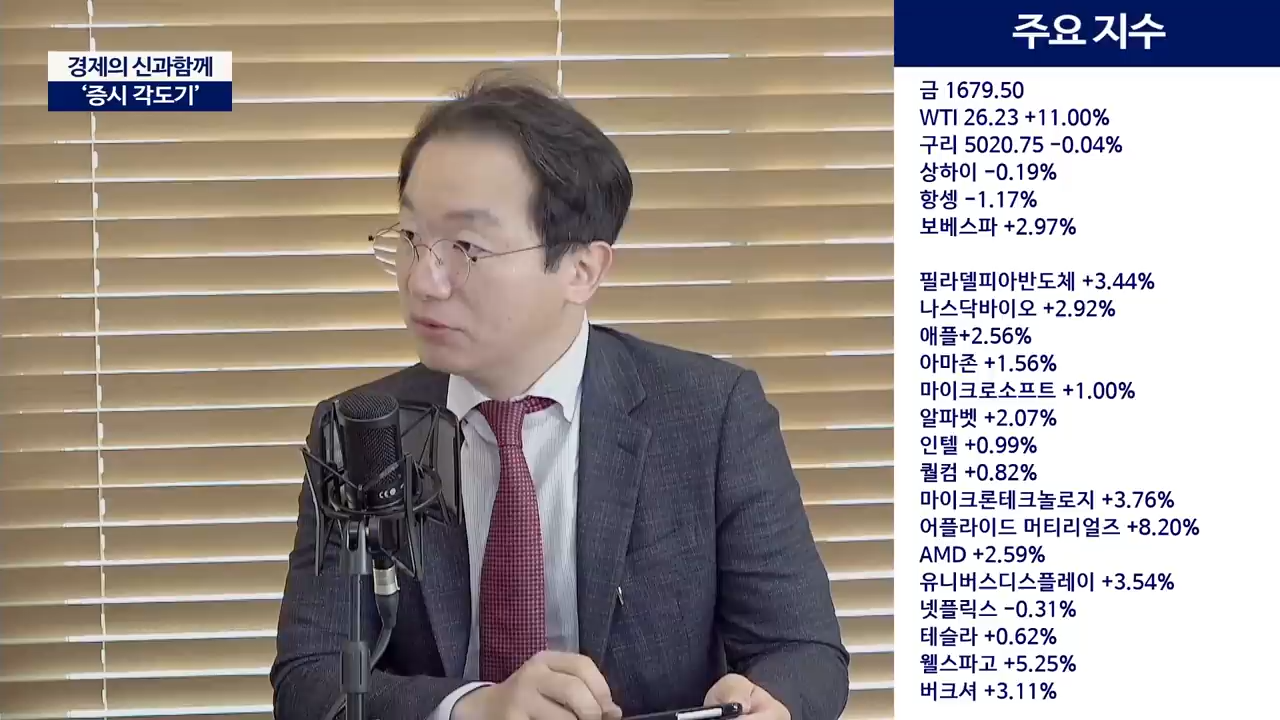 경제의 신과함께
'증시 각도기'
주요 지수
금 1679.50
WTI 26.23 +11.00%
구리 5020.75 -0.04%
상하이 -0.19%
항셍 -1.17%
보베스파 +2.97%
필라델피아반도체 +3.44%
나스닥바이오 +2.92%
애플+2.56%
아마존 +1.56%
마이크로소프트 +1.00%
알파벳 +2.07%
인텔 +0.99%
퀄컴 +0.82%
마이크론테크놀로지 +3.76%
어플라이드 머티리얼즈 +8.20%
AMD +2.59%
유니버스디스플레이 +3.54%
넷플릭스 -0.31%
테슬라 +0.62%
웰스파고 +5.25%
버크셔 +3.11%